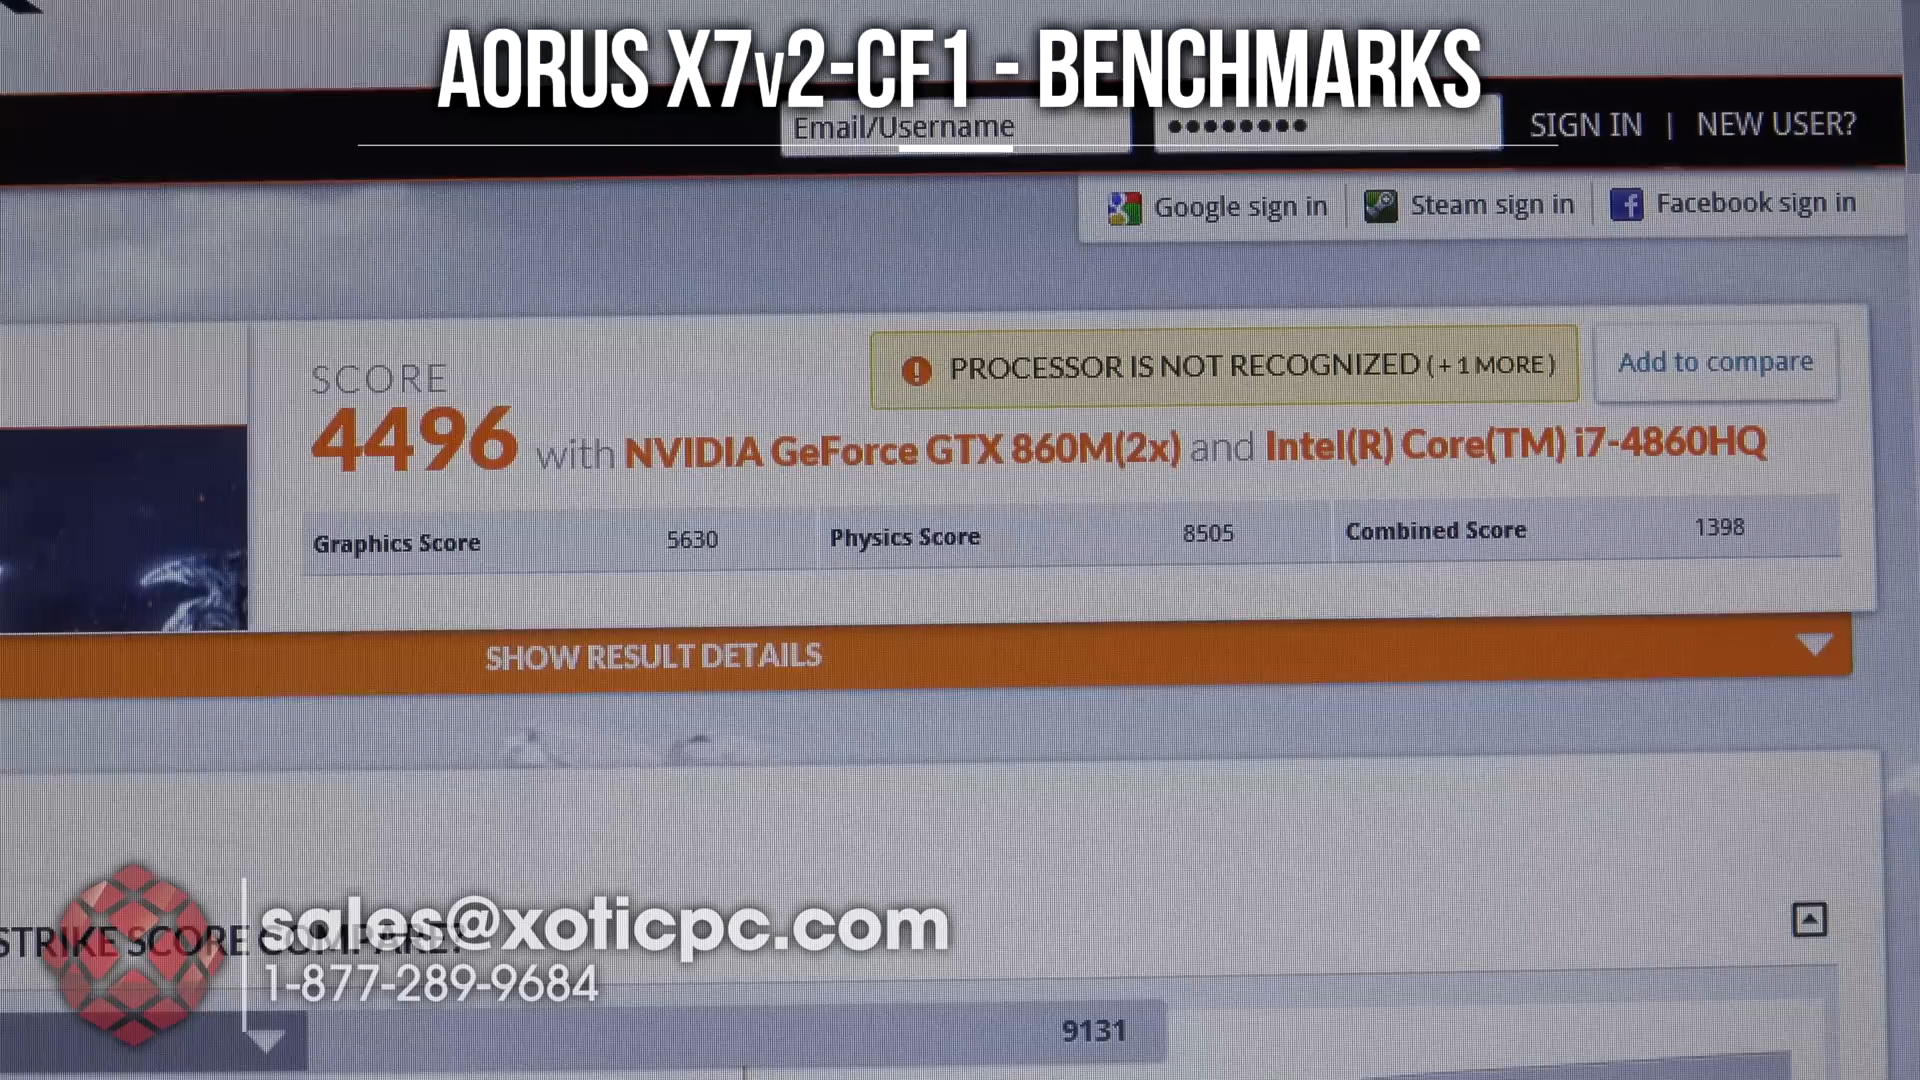 AORUS X7v2-CF1 - BENCHMARKS
Email/Username ●●●●●●●● SIGN IN | NEW USER?
Google sign in Steam sign in Facebook sign in
SCORE
PROCESSOR IS NOT RECOGNIZED ( + 1 MORE ) Add to compare
4496 with NVIDIA GeForce GTX 860M(2x) and Intel(R) Core(TM) i7-4860HQ
Graphics Score 5630 Physics Score 8505 Combined Score 1398
SHOW RESULT DETAILS
STRIKE SCORE COMPARE?
sales@xoticpc.com
1-877-289-9684
9131